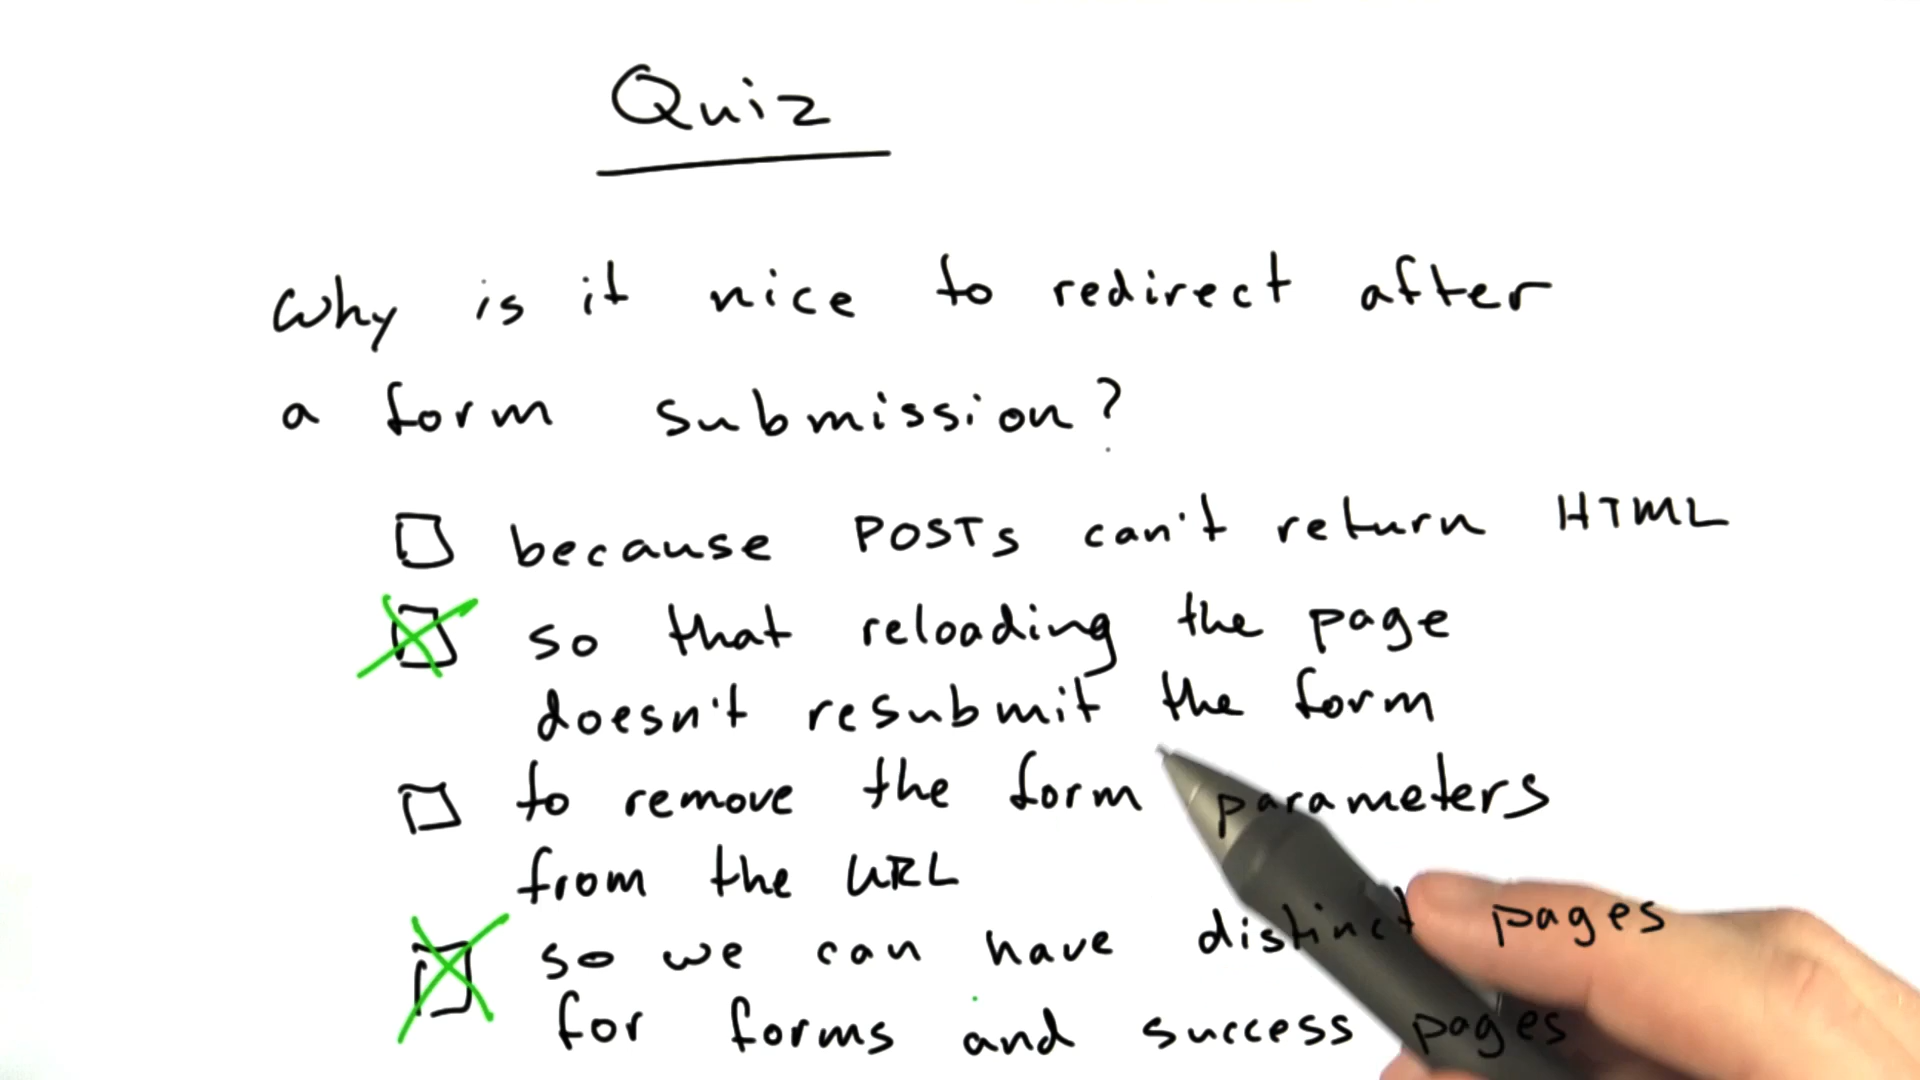 Quiz
Why is it nice to redirect after
a form submission?
because POSTs can't return HTML
so that reloading the page
doesn't resubmit the form
to remove the form parameters
from the URL
so we can have distinct pages
for forms and success pages